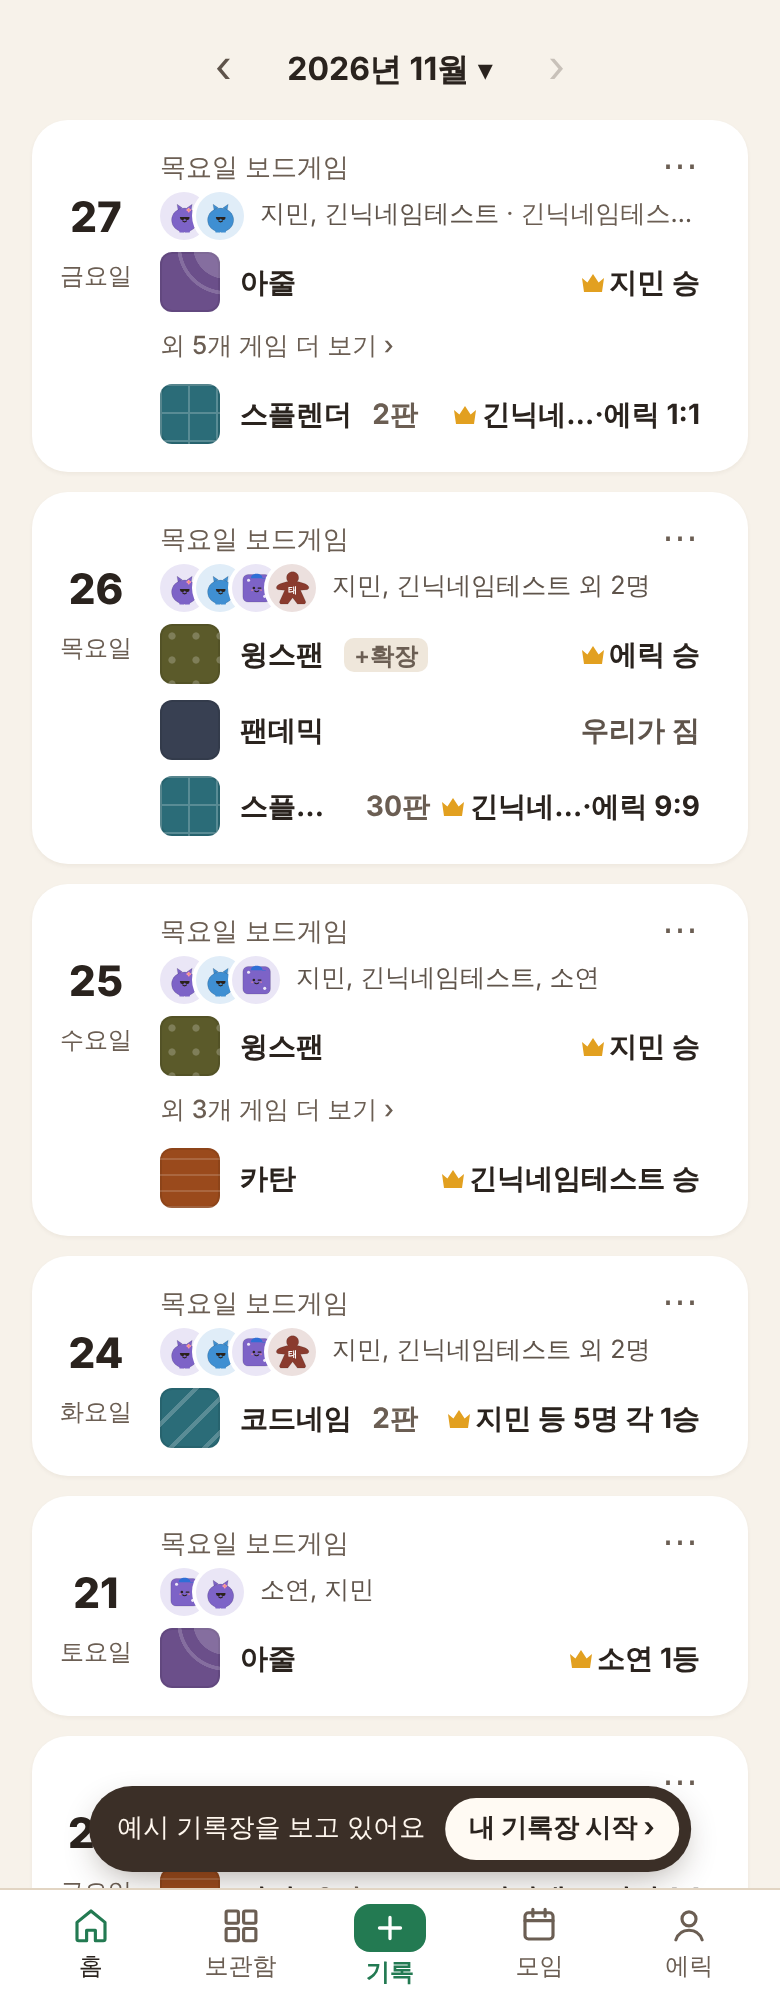 ‹ 2026년 11월 ▾ ›
목요일 보드게임 ···
27
금요일
지민, 긴닉네임테스트 · 긴닉네임테스...
아줄 지민 승
외 5개 게임 더 보기 ›
스플렌더 2판 긴닉네...·에릭 1:1
목요일 보드게임 ···
26
목요일
태
지민, 긴닉네임테스트 외 2명
윙스팬 +확장 에릭 승
팬데믹 우리가 짐
스플... 30판 긴닉네...·에릭 9:9
목요일 보드게임 ···
25
수요일
지민, 긴닉네임테스트, 소연
윙스팬 지민 승
외 3개 게임 더 보기 ›
카탄 긴닉네임테스트 승
목요일 보드게임 ···
24
화요일
태
지민, 긴닉네임테스트 외 2명
코드네임 2판 지민 등 5명 각 1승
목요일 보드게임 ···
21
토요일
소연, 지민
아줄 소연 1등
···
예시 기록장을 보고 있어요 내 기록장 시작 ›
홈 보관함 기록 모임 에릭